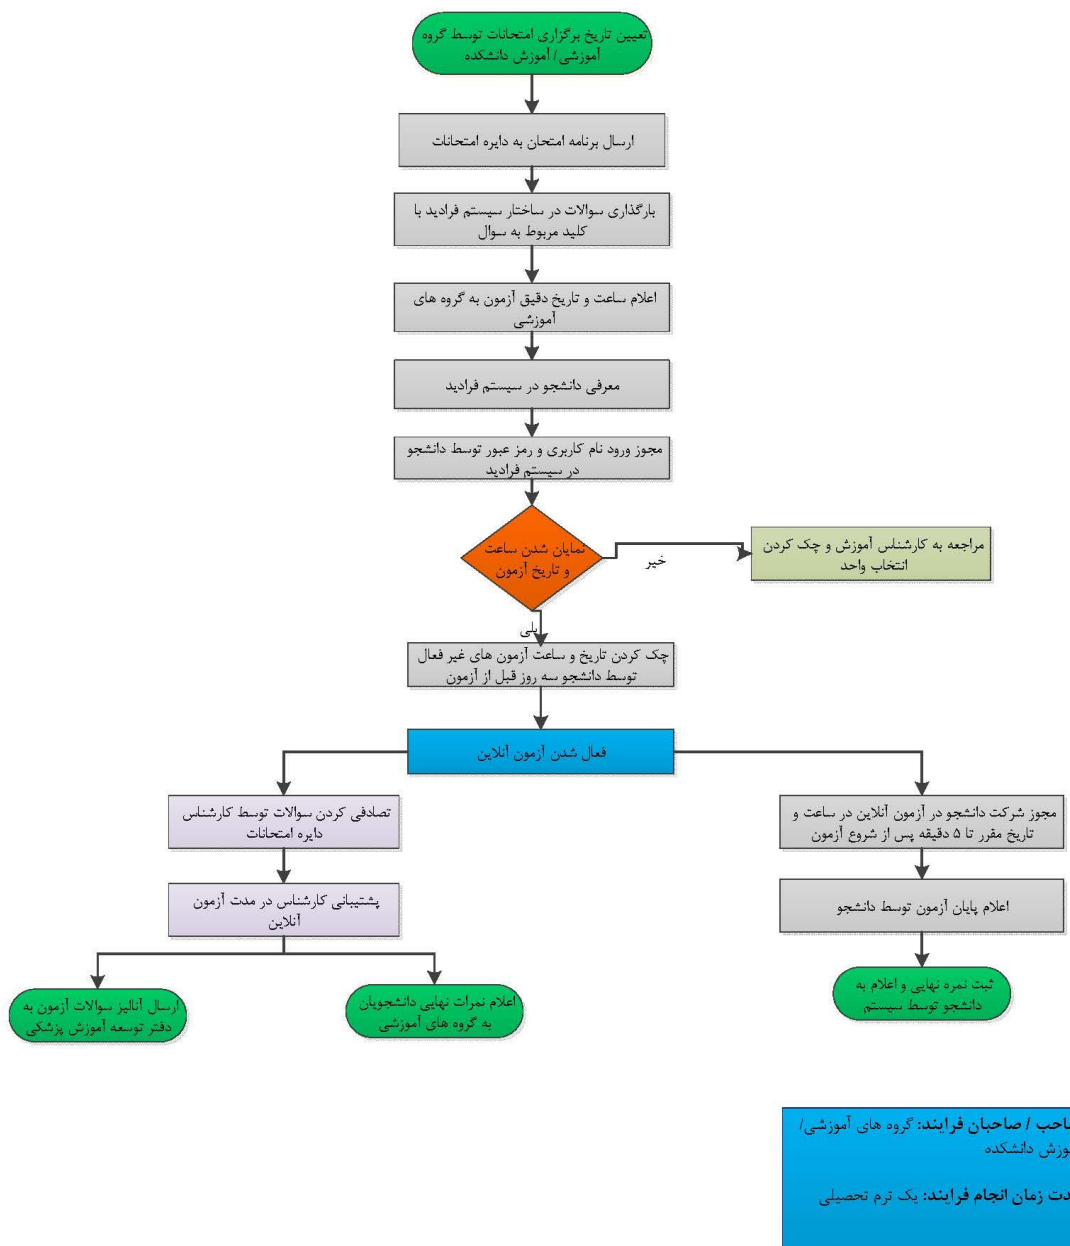 تعیین تاریخ برگزاری امتحانات توسط گروه
آموزشی/ آموزش دانشکده
ارسال برنامه امتحان به دایره امتحانات
بارگذاری سوالات در ساختار سیستم فرادید با
کلید مربوط به سوال
اعلام ساعت و تاریخ دقیق آزمون به گروه های
آموزشی
معرفی دانشجو در سیستم فرادید
مجوز ورود نام کاربری و رمز عبور توسط دانشجو
در سیستم فرادید
نمایان شدن ساعت
و تاریخ آزمون
خیر
مراجعه به کارشناس آموزش و چک کردن
انتخاب واحد
بلی
چک کردن تاریخ و ساعت آزمون های غیر فعال
توسط دانشجو سه روز قبل از آزمون
فعال شدن آزمون آنلاین
مجوز شرکت دانشجو در آزمون آنلاین در ساعت و
تاریخ مقرر تا ۵ دقیقه پس از شروع آزمون
اعلام پایان آزمون توسط دانشجو
ثبت نمره نهایی و اعلام به
دانشجو توسط سیستم
تصادفی کردن سوالات توسط کارشناس
دایره امتحانات
پشتیبانی کارشناس در مدت آزمون
آنلاین
اعلام نمرات نهایی دانشجویان
به گروه های آموزشی
ارسال آنالیز سوالات آزمون به
دفتر توسعه آموزش پزشکی
/ صاحبان فرایند: گروه های آموزشی/
دانشکده
زمان انجام فرایند: یک ترم تحصیلی